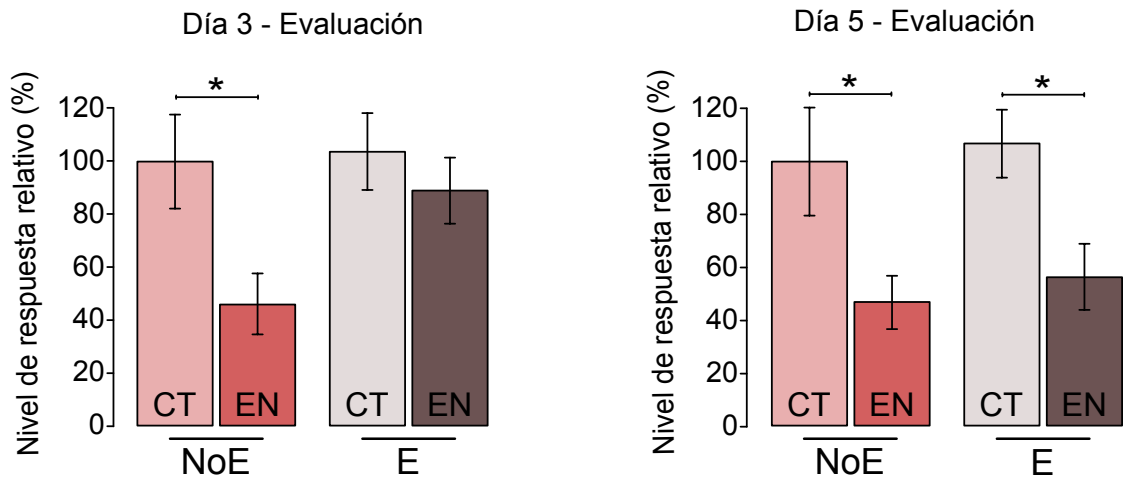 Día 3 - Evaluación
Nivel de respuesta relativo (%)
120
100
80
60
40
20
0
*
CT
EN
CT
EN
NoE
E
Día 5 - Evaluación
Nivel de respuesta relativo (%)
120
100
80
60
40
20
0
*
*
CT
EN
CT
EN
NoE
E